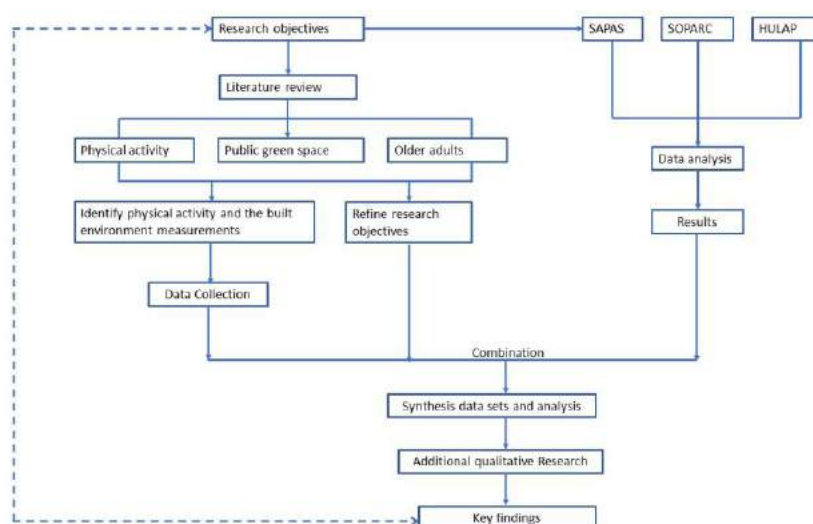 Research objectives
SAPAS
SOPARC
HULAP
Literature review
Physical activity
Public green space
Older adults
Data analysis
Identify physical activity and the built
environment measurements
Refine research
objectives
Results
Data Collection
Combination
Synthesis data sets and analysis
Additional qualitative Research
Key findings